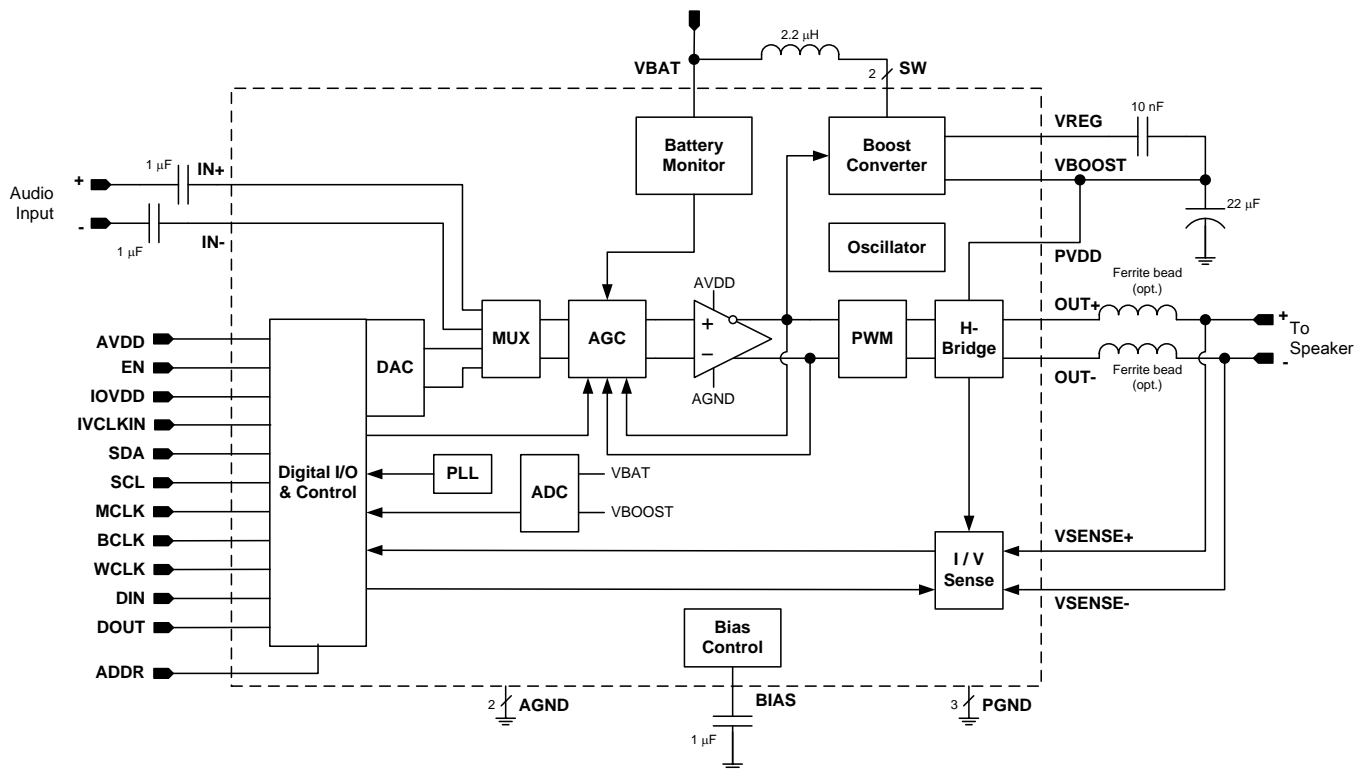 2.2 μH
VBAT
2
SW
10 nF
VREG
Battery
Monitor
Boost
Converter
VBOOST
1 μF
IN+
Audio
Input
+
-
1 μF
IN-
22 μF
Oscillator
PVDD
Ferrite bead
(opt.)
AVDD
OUT+
MUX
AGC
+
−
PWM
H-
Bridge
+
To
Speaker
-
OUT-
Ferrite bead
(opt.)
AGND
DAC
AVDD
EN
IOVDD
IVCLKIN
SDA
SCL
MCLK
BCLK
WCLK
DIN
DOUT
ADDR
Digital I/O
& Control
PLL
ADC
VBAT
VBOOST
VSENSE+
I / V
Sense
VSENSE-
Bias
Control
2
AGND
BIAS
1 μF
3
PGND